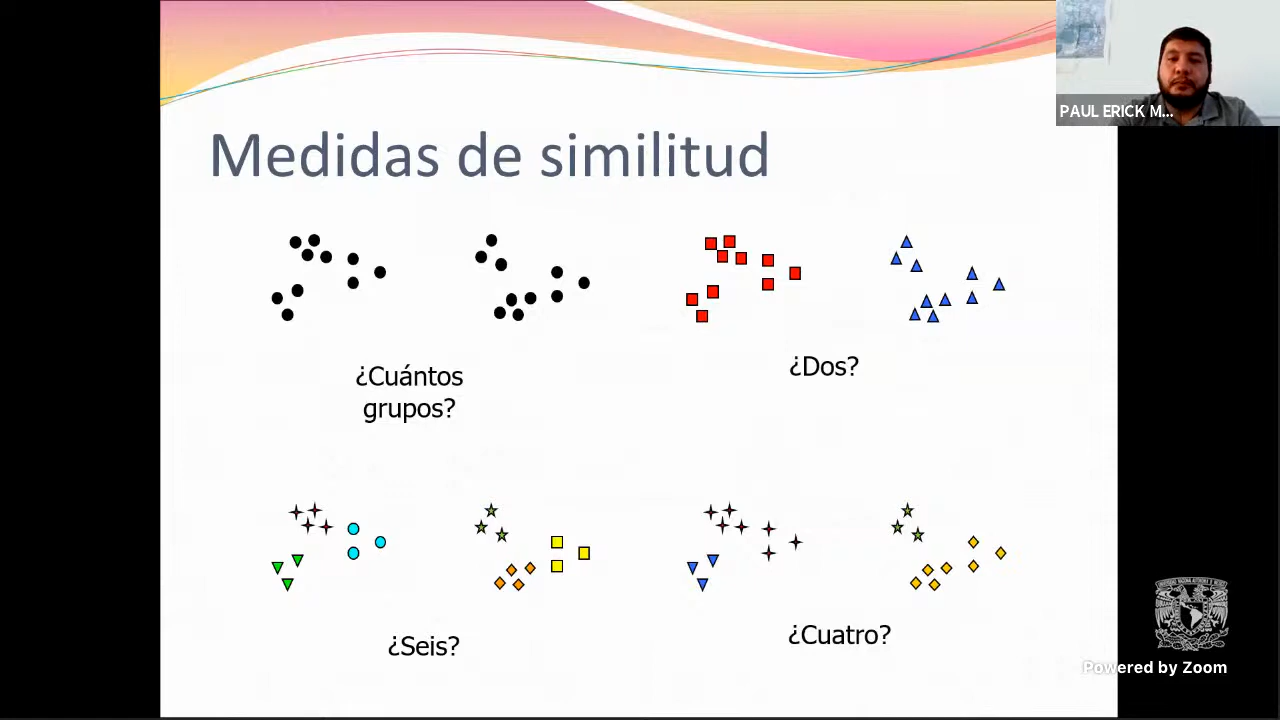 PAUL ERICK M...
Medidas de similitud
¿Cuántos
grupos?
¿Dos?
¿Seis?
¿Cuatro?
Powered by Zoom